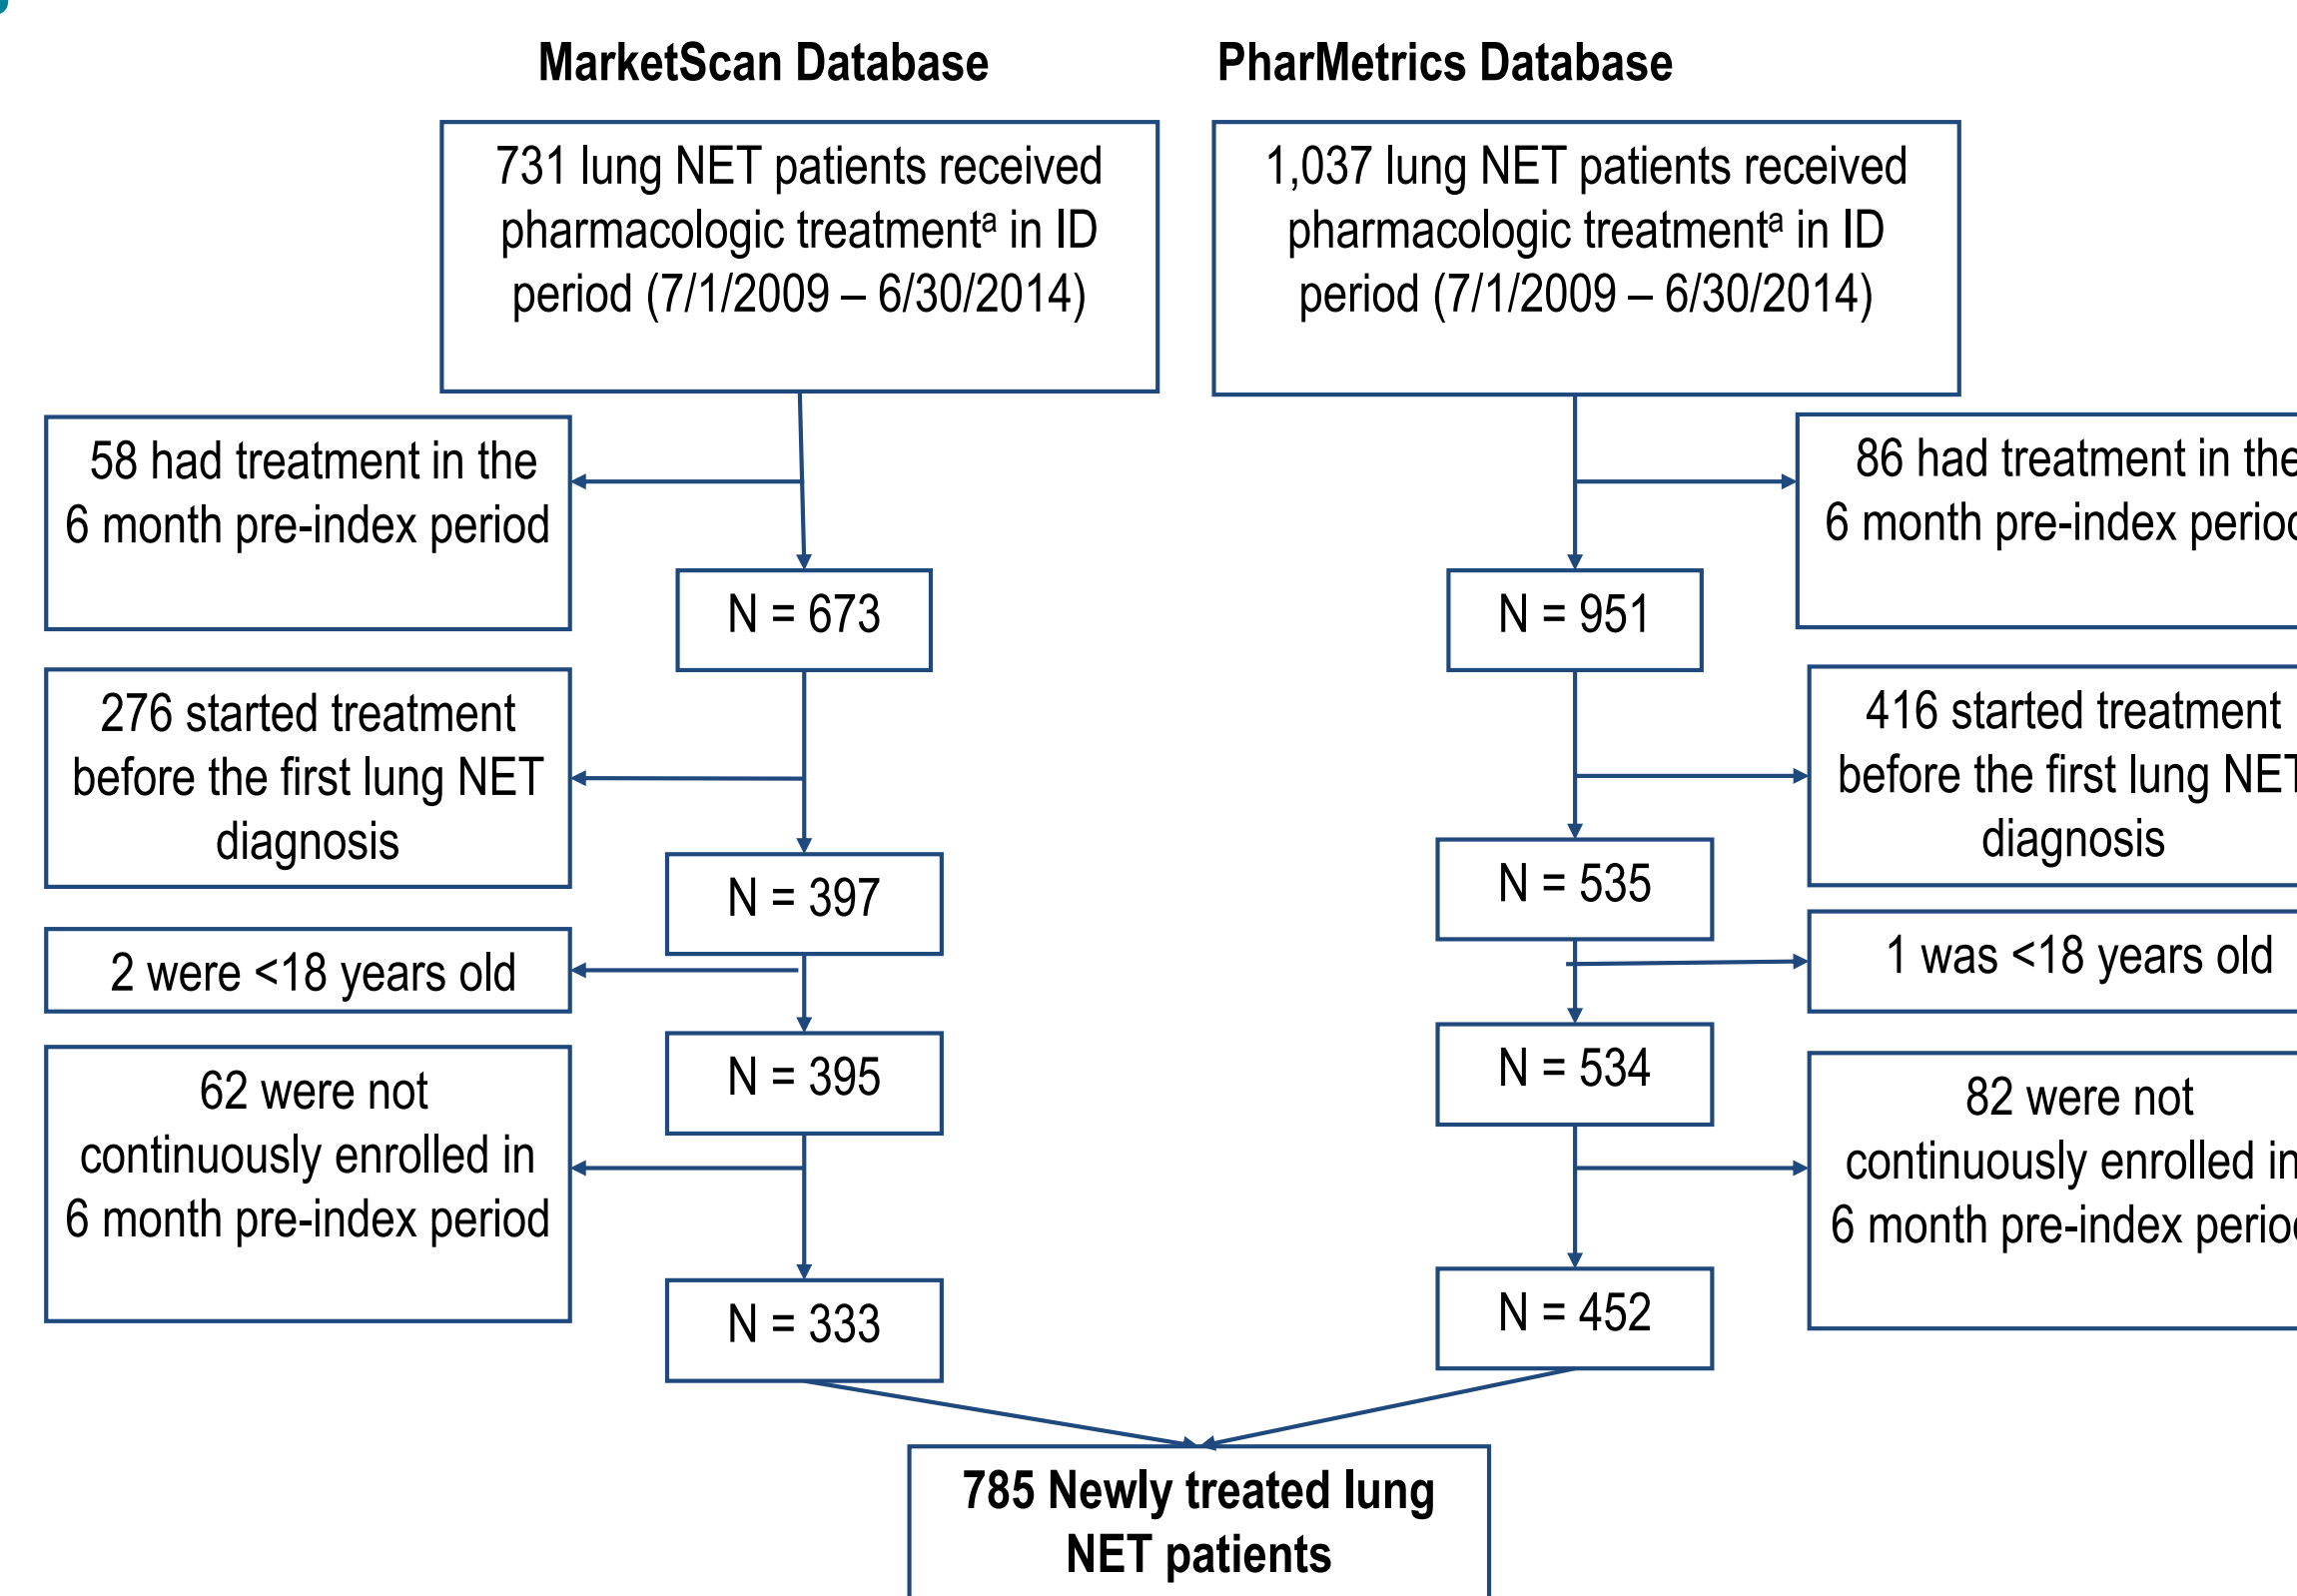 MarketScan Database
PharMetrics Database
731 lung NET patients received
pharmacologic treatmentᵃ in ID
period (7/1/2009 – 6/30/2014)
1,037 lung NET patients received
pharmacologic treatmentᵃ in ID
period (7/1/2009 – 6/30/2014)
58 had treatment in the
6 month pre-index period
86 had treatment in the
6 month pre-index period
N = 673
N = 951
276 started treatment
before the first lung NET
diagnosis
416 started treatment
before the first lung NET
diagnosis
N = 397
N = 535
2 were <18 years old
1 was <18 years old
N = 395
N = 534
62 were not
continuously enrolled in
6 month pre-index period
82 were not
continuously enrolled in
6 month pre-index period
N = 333
N = 452
785 Newly treated lung
NET patients